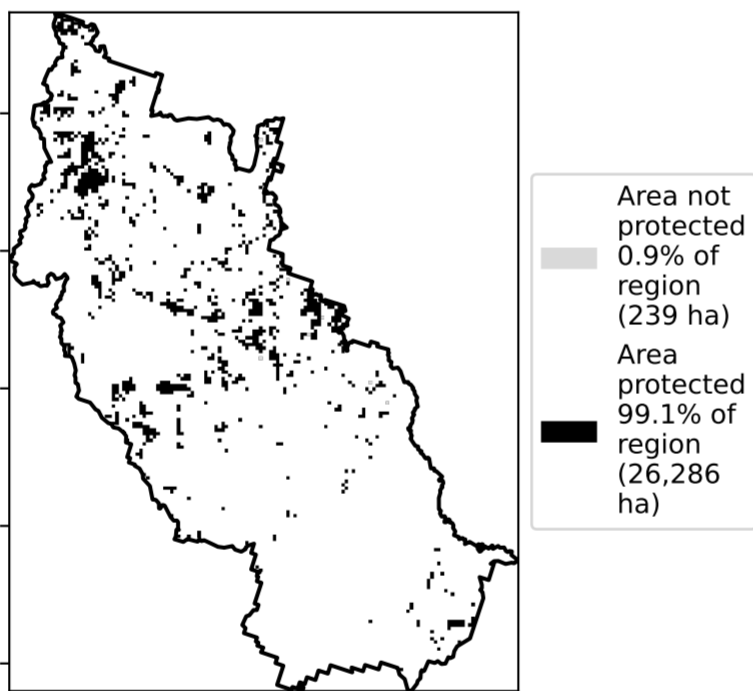 Area not
protected
0.9% of
region
(239 ha)
Area
protected
99.1% of
region
(26,286
ha)